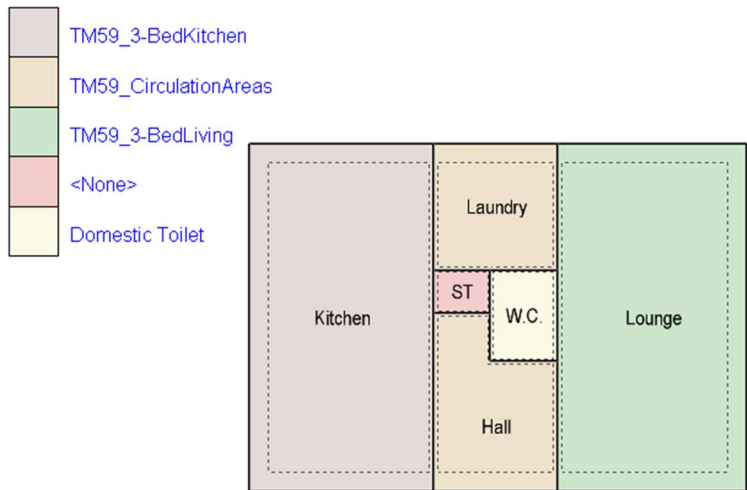 TM59_3-BedKitchen
TM59_CirculationAreas
TM59_3-BedLiving
<None>
Domestic Toilet
Laundry
ST
W.C.
Kitchen
Lounge
Hall